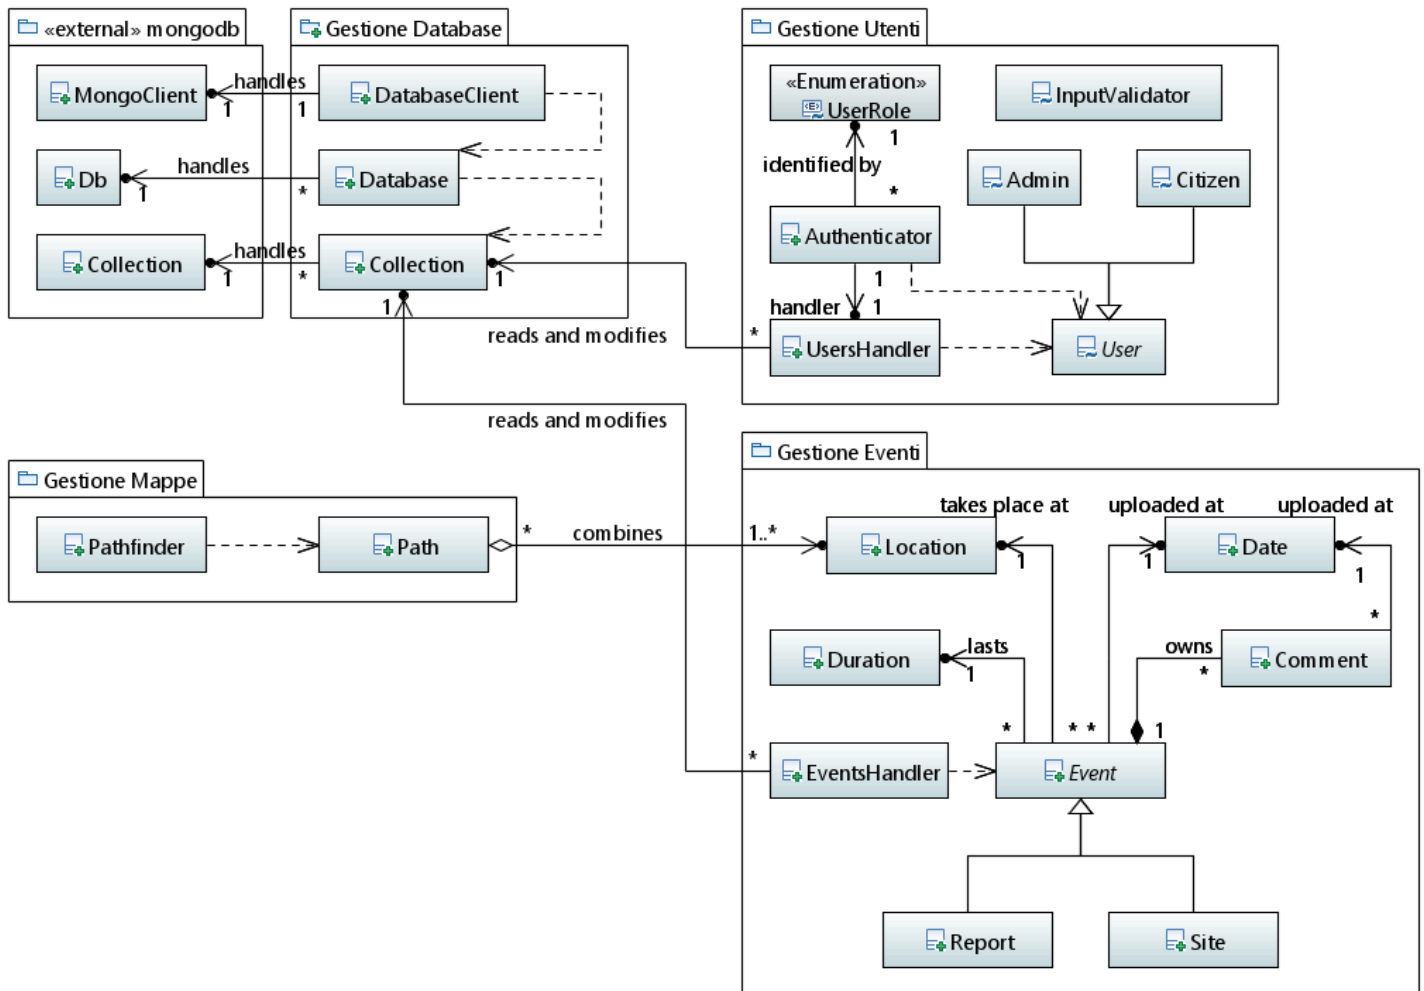 «external» mongodb
Gestione Database
Gestione Utenti
MongoClient
handles
1
1
DatabaseClient
«Enumeration»
UserRole
InputValidator
1
identified by
Db
handles
1
*
Database
Admin
Citizen
*
Authenticator
Collection
handles
1
*
Collection
1
1
1
handler
1
reads and modifies
*
UsersHandler
User
reads and modifies
Gestione Mappe
Gestione Eventi
Pathfinder
Path
*
combines
1..*
takes place at
uploaded at
uploaded at
Location
1
1
Date
1
*
Duration
lasts
1
owns
*
Comment
*
*
*
1
*
EventsHandler
Event
Report
Site